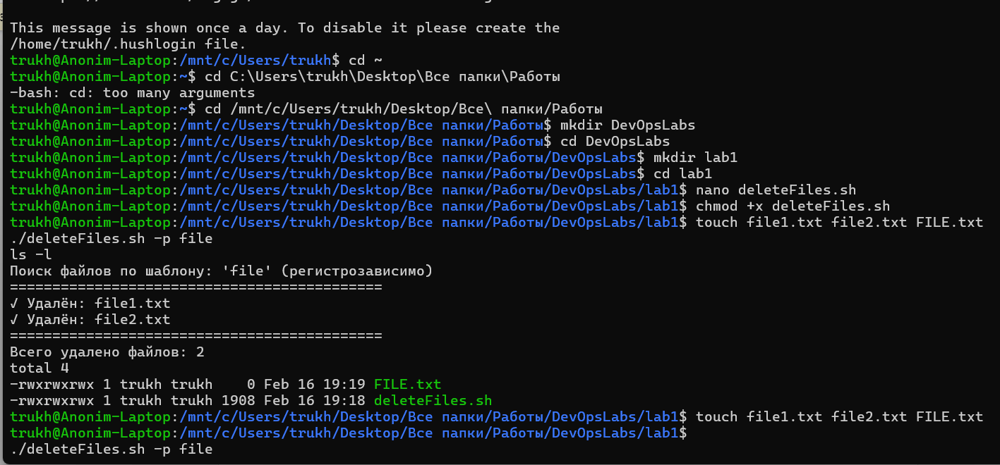 This message is shown once a day. To disable it please create the
/home/trukh/.hushlogin file.
trukh@Anonim-Laptop:/mnt/c/Users/trukh$ cd ~
trukh@Anonim-Laptop:~$ cd C:\Users\trukh\Desktop\Все папки\Работы
-bash: cd: too many arguments
trukh@Anonim-Laptop:~$ cd /mnt/c/Users/trukh/Desktop/Все\ папки/Работы
trukh@Anonim-Laptop:/mnt/c/Users/trukh/Desktop/Все папки/Работы$ mkdir DevOpsLabs
trukh@Anonim-Laptop:/mnt/c/Users/trukh/Desktop/Все папки/Работы$ cd DevOpsLabs
trukh@Anonim-Laptop:/mnt/c/Users/trukh/Desktop/Все папки/Работы/DevOpsLabs$ mkdir lab1
trukh@Anonim-Laptop:/mnt/c/Users/trukh/Desktop/Все папки/Работы/DevOpsLabs$ cd lab1
trukh@Anonim-Laptop:/mnt/c/Users/trukh/Desktop/Все папки/Работы/DevOpsLabs/lab1$ nano deleteFiles.sh
trukh@Anonim-Laptop:/mnt/c/Users/trukh/Desktop/Все папки/Работы/DevOpsLabs/lab1$ chmod +x deleteFiles.sh
trukh@Anonim-Laptop:/mnt/c/Users/trukh/Desktop/Все папки/Работы/DevOpsLabs/lab1$ touch file1.txt file2.txt FILE.txt
./deleteFiles.sh -p file
ls -l
Поиск файлов по шаблону: 'file' (регистрозависимо)
============================================
√ Удалён: file1.txt
√ Удалён: file2.txt
============================================
Всего удалено файлов: 2
total 4
-rwxrwxrwx 1 trukh trukh    0 Feb 16 19:19 FILE.txt
-rwxrwxrwx 1 trukh trukh 1908 Feb 16 19:18 deleteFiles.sh
trukh@Anonim-Laptop:/mnt/c/Users/trukh/Desktop/Все папки/Работы/DevOpsLabs/lab1$ touch file1.txt file2.txt FILE.txt
trukh@Anonim-Laptop:/mnt/c/Users/trukh/Desktop/Все папки/Работы/DevOpsLabs/lab1$
./deleteFiles.sh -p file